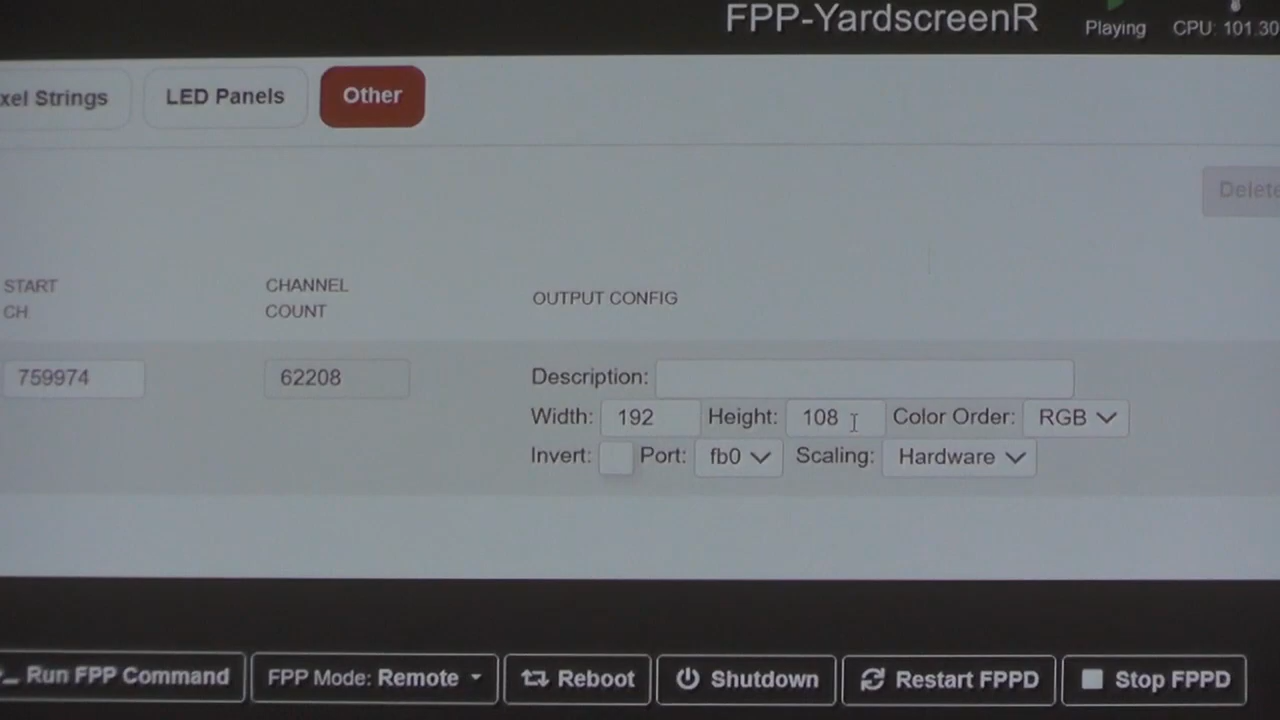 FPP-YardscreenR
Playing
CPU: 101.30
xel Strings
LED Panels
Other
Delete
START
CH
CHANNEL
COUNT
OUTPUT CONFIG
759974
62208
Description:
Width: 192 Height: 108 Color Order: RGB
Invert: Port: fb0 Scaling: Hardware
Run FPP Command
FPP Mode: Remote
Reboot
Shutdown
Restart FPPD
Stop FPPD